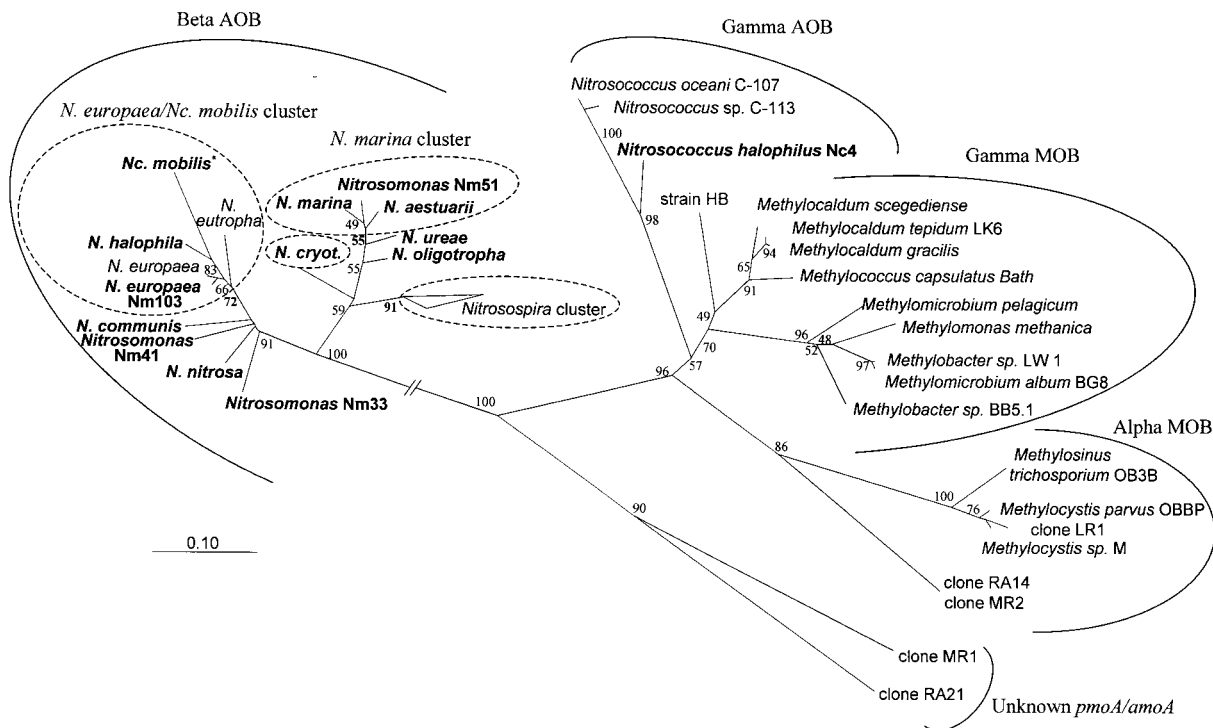 Beta AOB
Gamma AOB
N. europaea/Nc. mobilis cluster
N. marina cluster
Nc. mobilis*
N.
eutropha
N. halophila
N. europaea
N. europaea
Nm103
N. communis
Nitrosomonas
Nm41
N. nitrosa
Nitrosomonas Nm33
83
66
72
91
Nitrosomonas Nm51
N. marina
N. aestuarii
49
55
N. ureae
N. oligotropha
N. cryot.
55
59
91
Nitrosospira cluster
100
100
Nitrosococcus oceani C-107
Nitrosococcus sp. C-113
100
Nitrosococcus halophilus Nc4
98
Gamma MOB
strain HB
Methylocaldum scegediense
Methylocaldum tepidum LK6
Methylocaldum gracilis
94
65
Methylococcus capsulatus Bath
91
49
Methylomicrobium pelagicum
96
48
Methylomonas methanica
52
70
57
96
Methylobacter sp. LW 1
97
Methylomicrobium album BG8
Methylobacter sp. BB5.1
Alpha MOB
86
Methylosinus
trichosporium OB3B
100
76
Methylocystis parvus OBBP
clone LR1
Methylocystis sp. M
clone RA14
clone MR2
90
clone MR1
clone RA21
Unknown pmoA/amoA
0.10